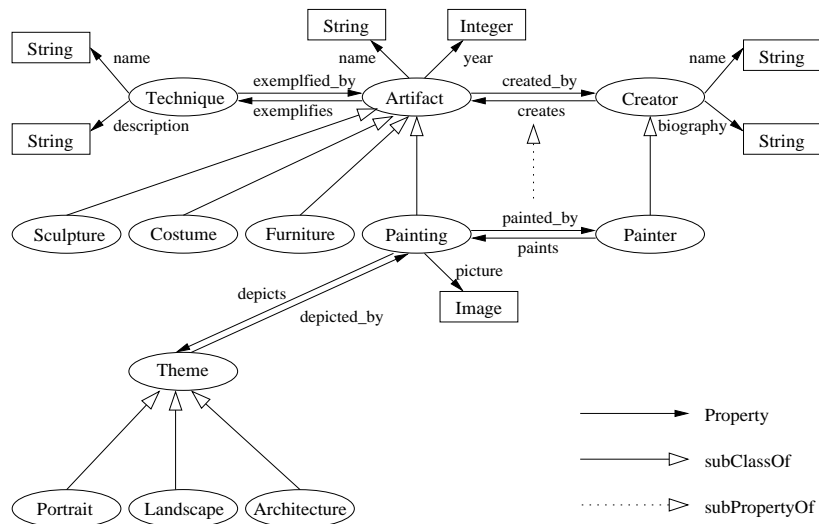 String
Integer
String
name
name
year
name
String
exemplfied_by
created_by
Technique
Artifact
Creator
exemplifies
creates
description
biography
String
String
painted_by
Sculpture
Costume
Furniture
Painting
Painter
paints
picture
depicts
Image
depicted_by
Theme
Property
subClassOf
Portrait
Landscape
Architecture
subPropertyOf